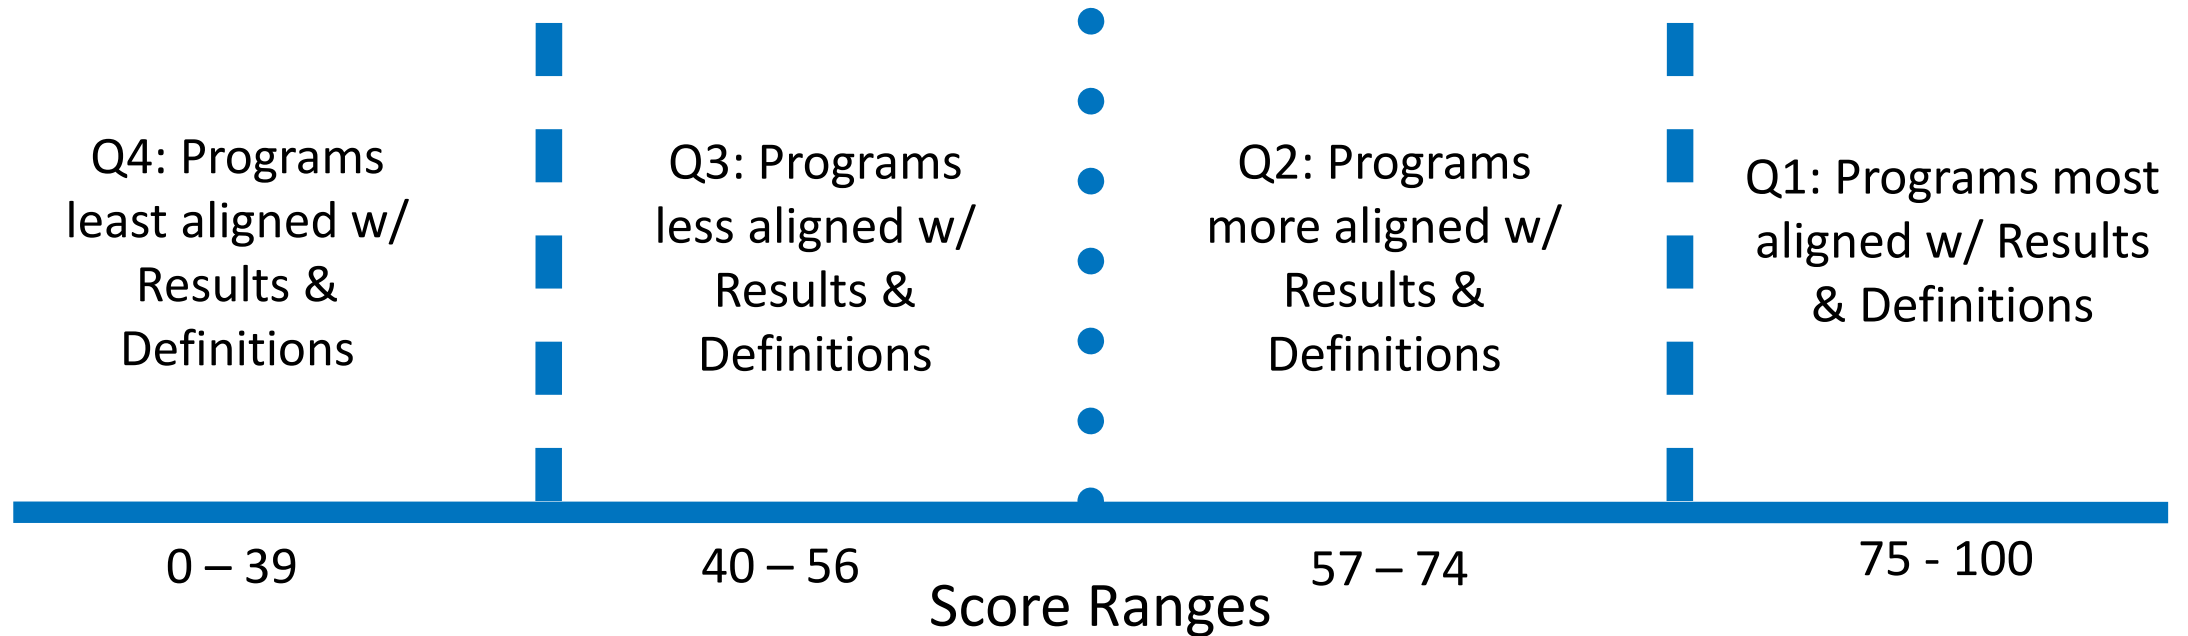 Q4: Programs
least aligned w/
Results &
Definitions
Q3: Programs
less aligned w/
Results &
Definitions
Q2: Programs
more aligned w/
Results &
Definitions
Q1: Programs most
aligned w/ Results
& Definitions
0 – 39
40 – 56
57 – 74
75 - 100
Score Ranges